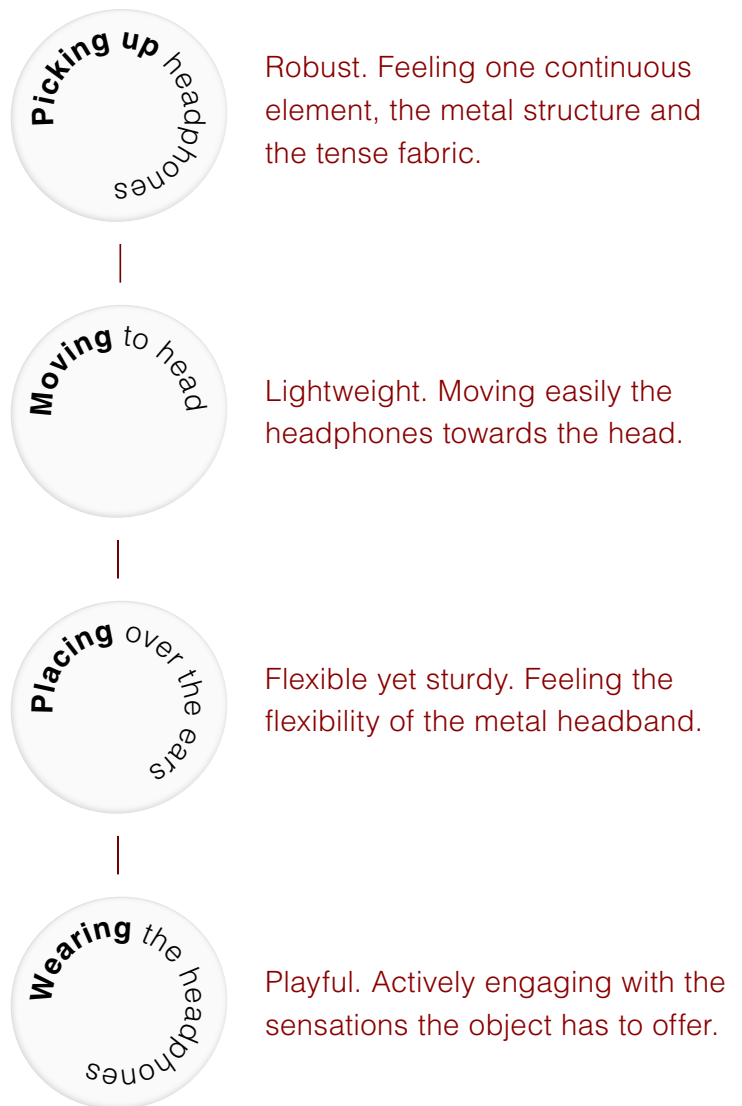 Picking up headphones
Robust. Feeling one continuous
element, the metal structure and
the tense fabric.
Moving to head
Lightweight. Moving easily the
headphones towards the head.
Placing over the ears
Flexible yet sturdy. Feeling the
flexibility of the metal headband.
Wearing the headphones
Playful. Actively engaging with the
sensations the object has to offer.